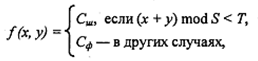 f(x, y) = { Cш, если (x + y) mod S < T,
Cф — в других случаях,